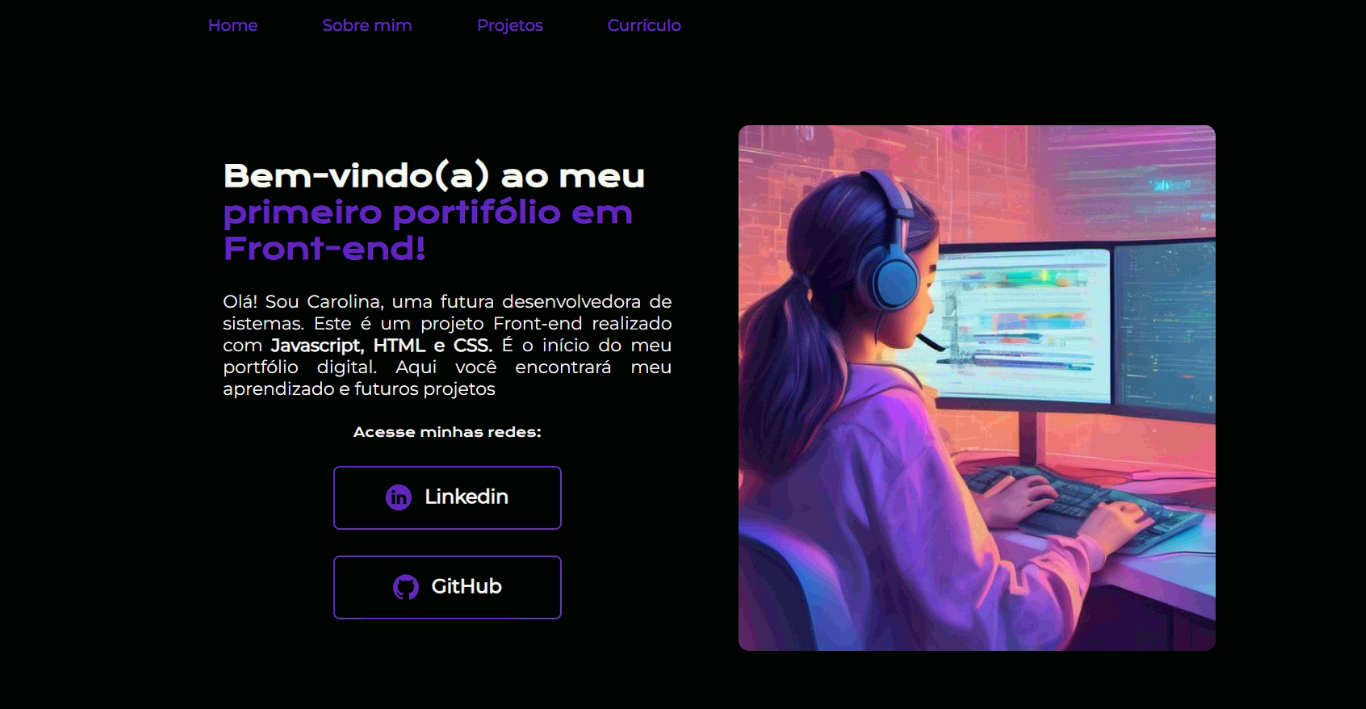 Home Sobre mim Projetos Currículo
Bem-vindo(a) ao meu
primeiro portifólio em
Front-end!
Olá! Sou Carolina, uma futura desenvolvedora de
sistemas. Este é um projeto Front-end realizado
com Javascript, HTML e CSS. É o início do meu
portfólio digital. Aqui você encontrará meu
aprendizado e futuros projetos
Acesse minhas redes:
in Linkedin
GitHub